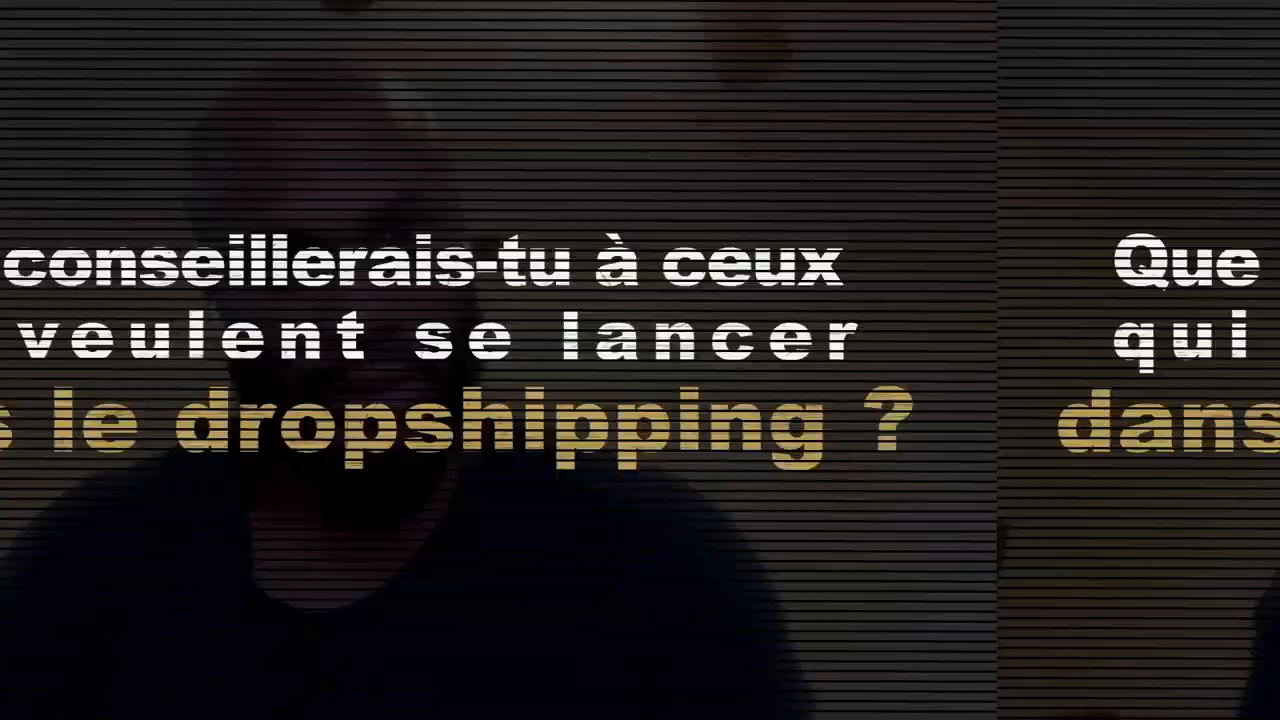 Que conseillerais-tu à ceux
qui veulent se lancer
dans le dropshipping ?